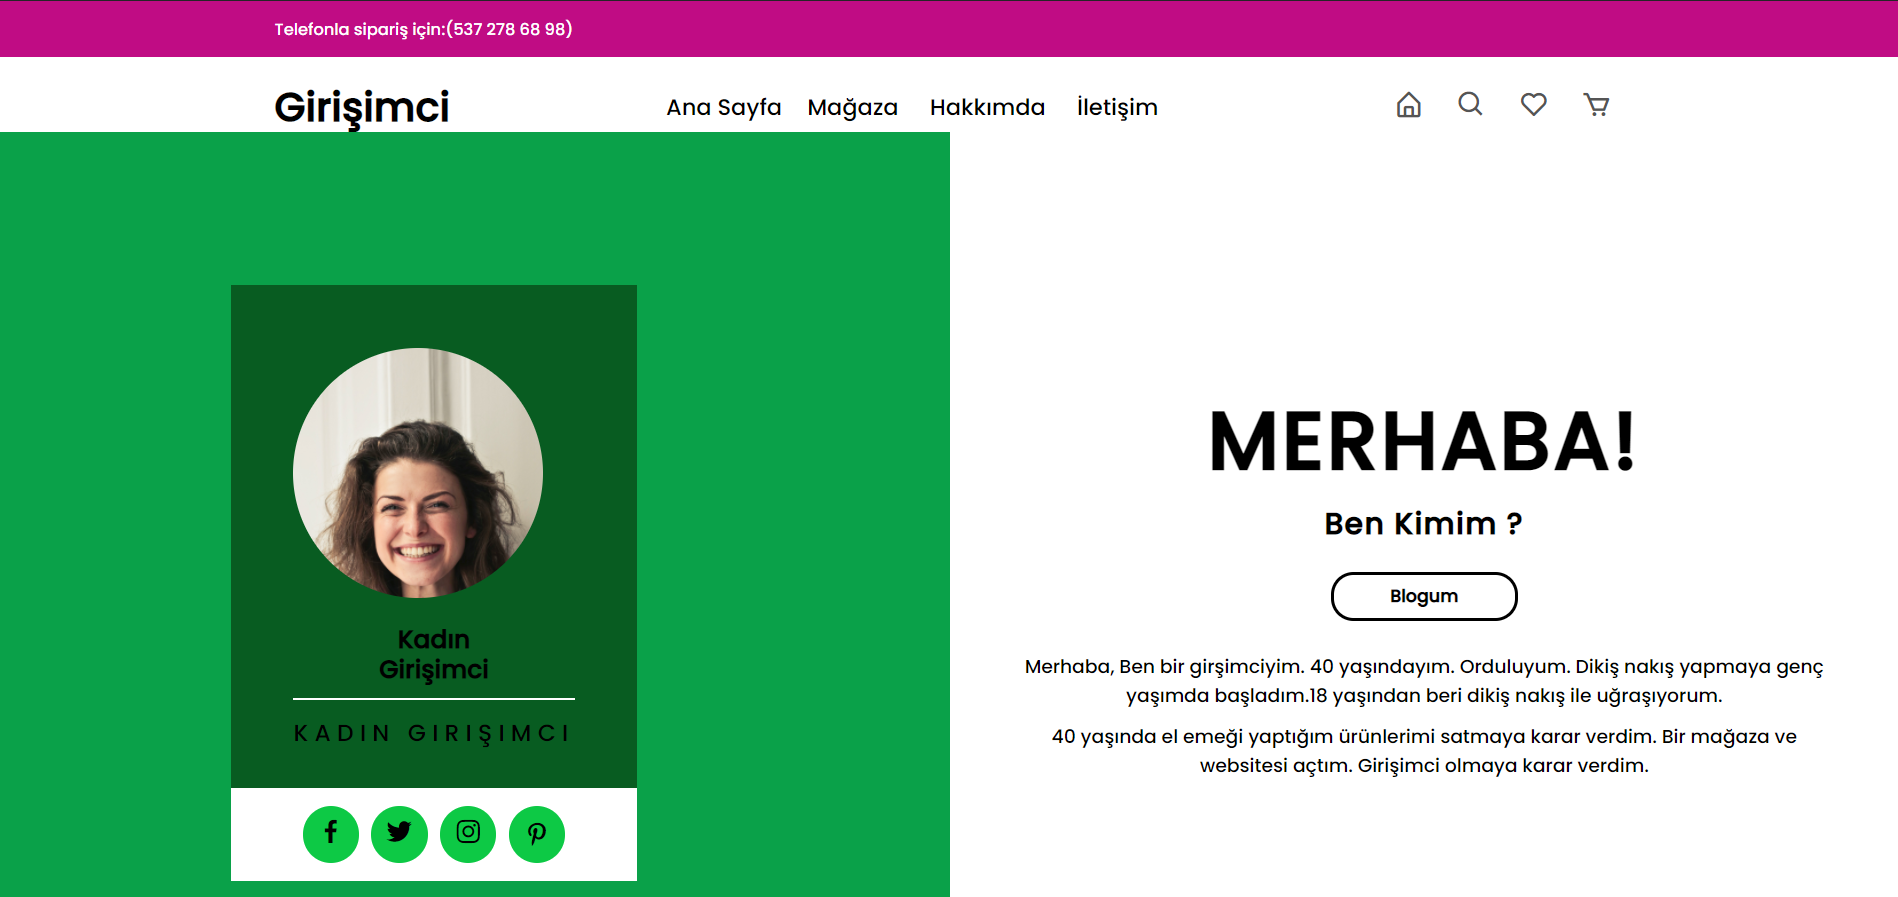 Telefonla sipariş için:(537 278 68 98)
Girişimci
Ana Sayfa Mağaza Hakkımda İletişim
Kadın
Girişimci
KADIN GIRIŞIMCI
MERHABA!
Ben Kimim ?
Blogum
Merhaba, Ben bir girşimciyim. 40 yaşındayım. Orduluyum. Dikiş nakış yapmaya genç
yaşımda başladım.18 yaşından beri dikiş nakış ile uğraşıyorum.
40 yaşında el emeği yaptığım ürünlerimi satmaya karar verdim. Bir mağaza ve
websitesi açtım. Girişimci olmaya karar verdim.